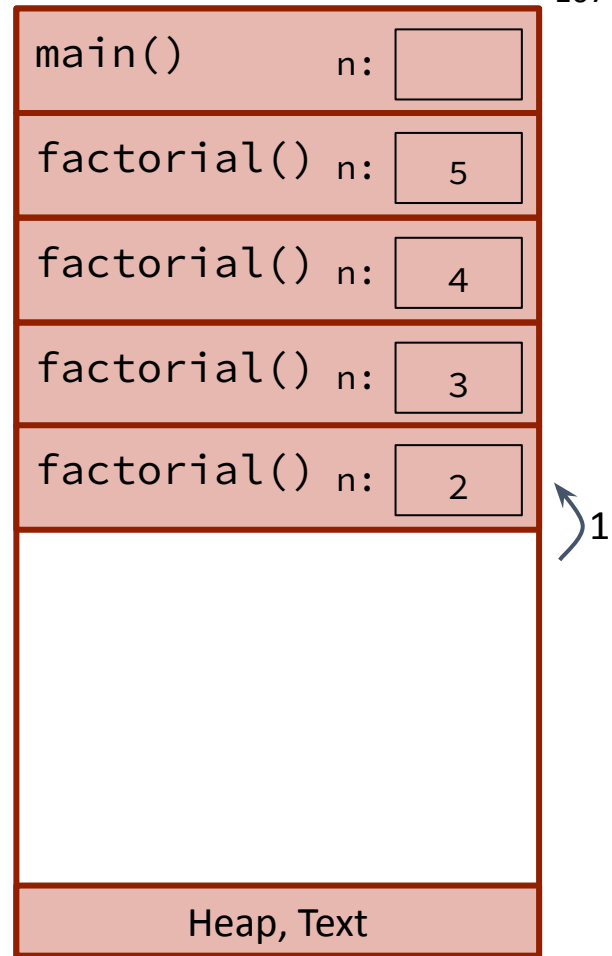 main() n:
factorial() n: 5
factorial() n: 4
factorial() n: 3
factorial() n: 2
1
Heap, Text